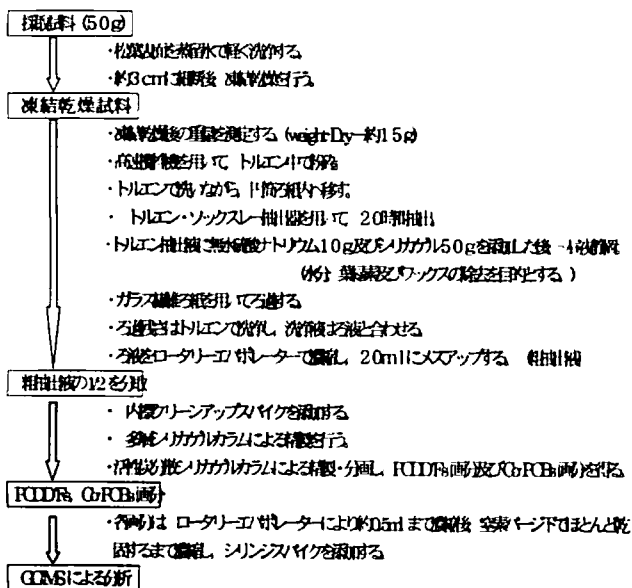 採取試料 (50g)
・松葉試料を蒸留水で軽く洗浄する。
・約3cmに細断後 凍結乾燥を行う。
凍結乾燥試料
・凍結乾燥後の重量を測定する。(weight-Dry-約15g)
・高速撹拌機を用いて トルエン中で粉砕
・トルエンで洗いながら、円筒ろ紙内へ移す。
・ トルエン・ソックスレー抽出器を用いて 20時間抽出
・トルエン抽出液に無水硫酸ナトリウム10g及びシリカゲル50gを添加した後 一夜静置
(水分 葉緑素及びワックスの除去を目的とする。)
・ガラス繊維ろ紙を用いてろ過する。
・ろ過残さはトルエンで洗浄し、洗浄液はろ液と合わせる。
・ろ液をロータリーエバポレーターで濃縮し、20mlにメスアップする。 (粗抽出液
粗抽出液の1/2を分取
・ 内標クリーンアップスパイクを添加する。
・ 多層シリカゲルカラムによる精製を行う。
・活性炭分散シリカゲルカラムによる精製・分画し、PCDD/Fs画分及びCo-PCBs画分を得る。
PCDD/Fs, Co-PCBs画分
・各画分は ロータリーエバポレーターにより約0.5ml まで濃縮後 窒素パージ下でほとんど乾
固するまで濃縮し、シリンジスパイクを添加する。
GC/MSによる分析